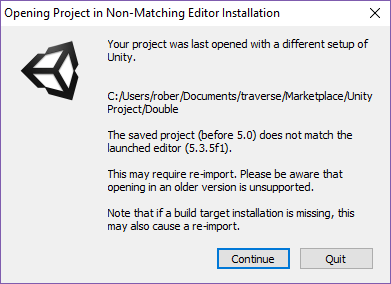 Opening Project in Non-Matching Editor Installation
Your project was last opened with a different setup of
Unity.
C:/Users/rober/Documents/traverse/Marketplace/Unity
Project/Double
The saved project (before 5.0) does not match the
launched editor (5.3.5f1).
This may require re-import. Please be aware that
opening in an older version is unsupported.
Note that if a build target installation is missing, this
may also cause a re-import.
Continue
Quit